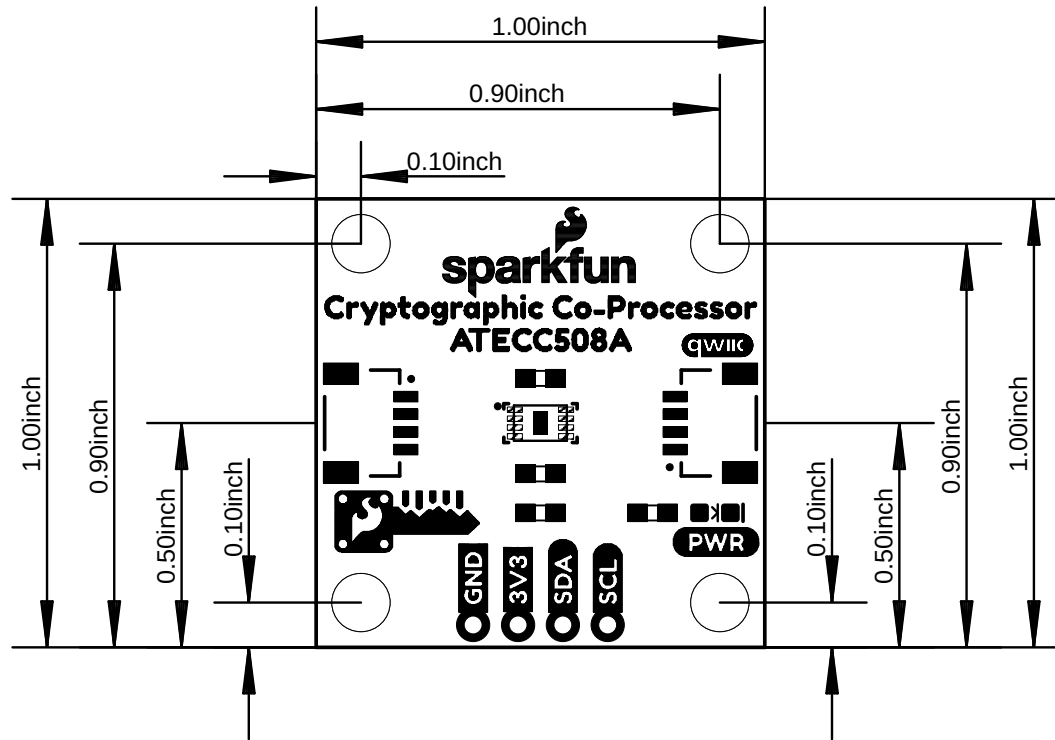 1.00inch
0.90inch
0.10inch
sparkfun
Cryptographic Co-Processor
ATECC508A
qwiic
1.00inch
0.90inch
0.50inch
0.10inch
0.10inch
0.50inch
0.90inch
1.00inch
PWR
GND
3V3
SDA
SCL